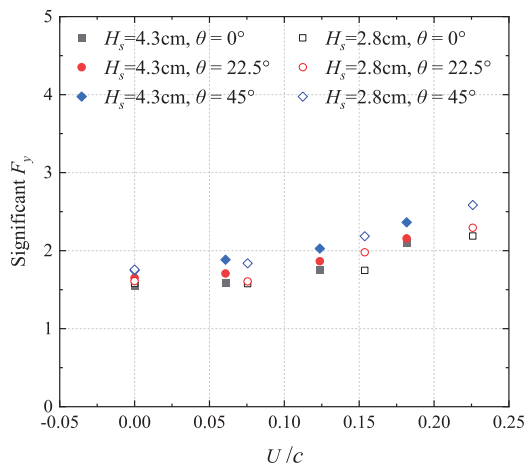 5
4
3
2
1
0
Significant F_y
H_s=4.3cm, θ = 0°
H_s=4.3cm, θ = 22.5°
H_s=4.3cm, θ = 45°
H_s=2.8cm, θ = 0°
H_s=2.8cm, θ = 22.5°
H_s=2.8cm, θ = 45°
-0.05 0.00 0.05 0.10 0.15 0.20 0.25
U/c